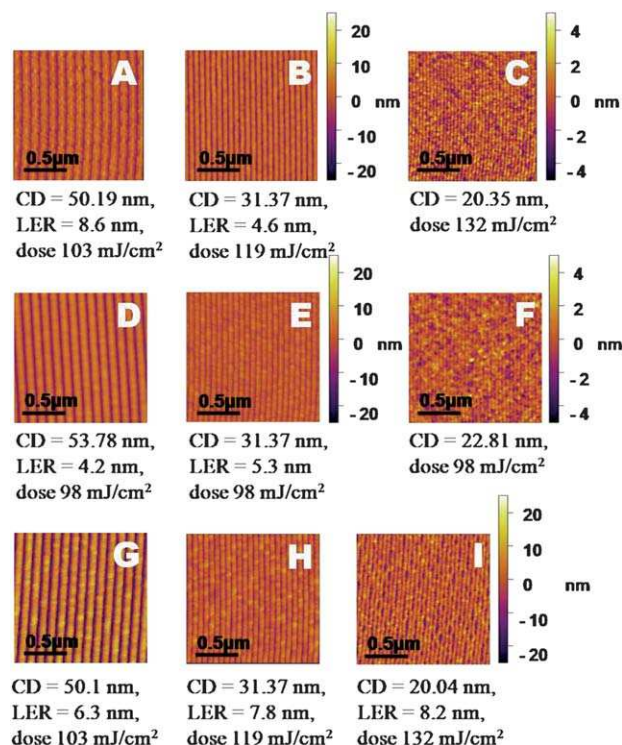 A
0.5µm
CD = 50.19 nm,
LER = 8.6 nm,
dose 103 mJ/cm²
B
0.5µm
CD = 31.37 nm,
LER = 4.6 nm,
dose 119 mJ/cm²
20
10
0 nm
-10
-20
C
0.5µm
CD = 20.35 nm,
dose 132 mJ/cm²
4
2
0 nm
-2
-4
D
0.5µm
CD = 53.78 nm,
LER = 4.2 nm,
dose 98 mJ/cm²
E
0.5µm
CD = 31.37 nm,
LER = 5.3 nm
dose 98 mJ/cm²
20
10
0 nm
-10
-20
F
0.5µm
CD = 22.81 nm,
dose 98 mJ/cm²
4
2
0 nm
-2
-4
G
0.5µm
CD = 50.1 nm,
LER = 6.3 nm,
dose 103 mJ/cm²
H
0.5µm
CD = 31.37 nm,
LER = 7.8 nm,
dose 119 mJ/cm²
I
0.5µm
CD = 20.04 nm,
LER = 8.2 nm,
dose 132 mJ/cm²
20
10
0 nm
-10
-20